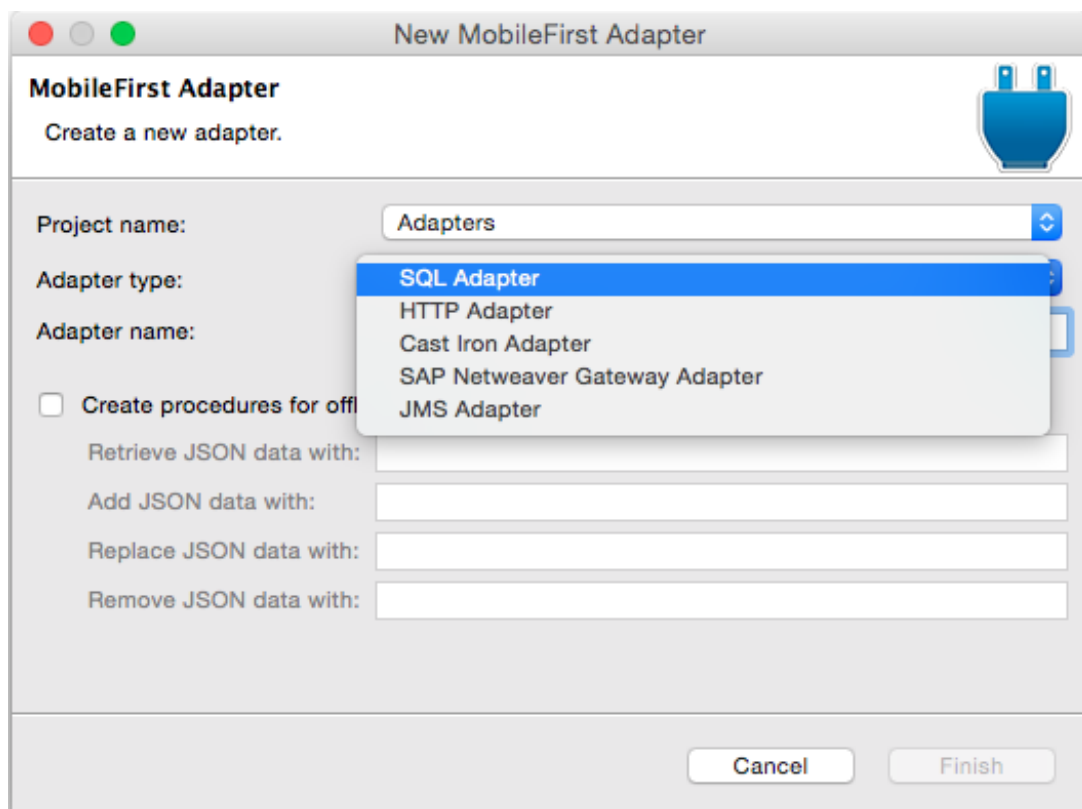 New MobileFirst Adapter
MobileFirst Adapter
Create a new adapter.
Project name: Adapters
Adapter type: SQL Adapter
HTTP Adapter
Adapter name:
Cast Iron Adapter
SAP Netweaver Gateway Adapter
Create procedures for
JMS Adapter
Retrieve JSON data with:
Add JSON data with:
Replace JSON data with:
Remove JSON data with:
Cancel Finish